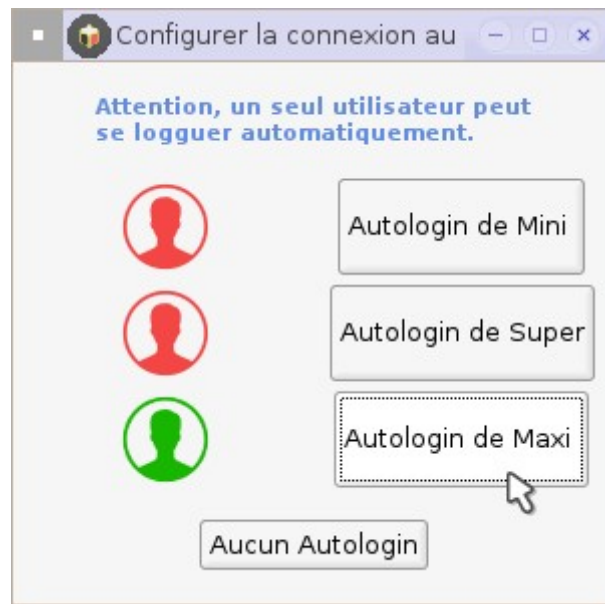 Configurer la connexion au
Attention, un seul utilisateur peut
se logguer automatiquement.
Autologin de Mini
Autologin de Super
Autologin de Maxi
Aucun Autologin